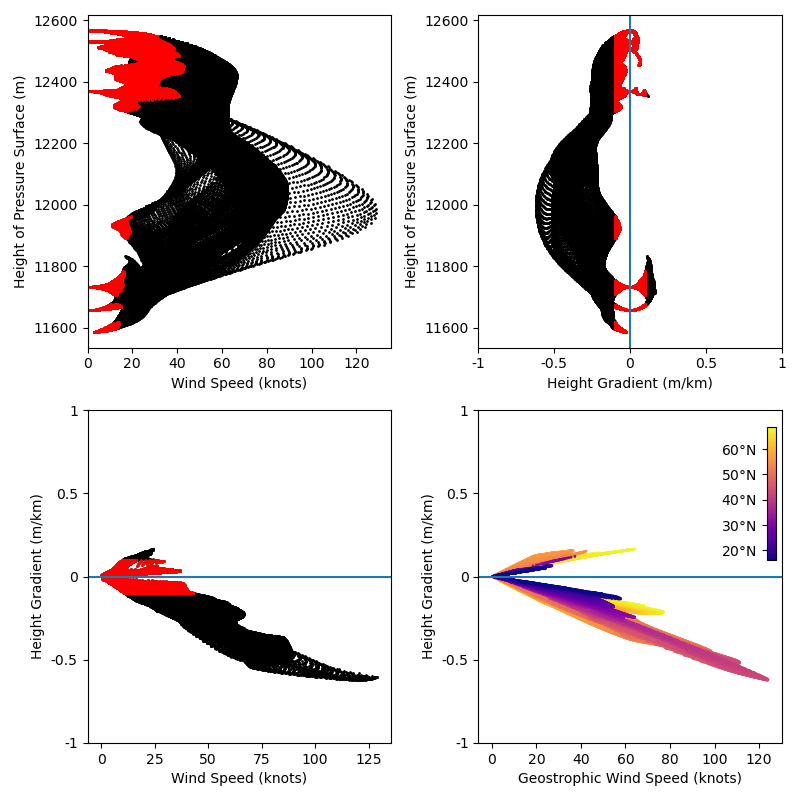 12600
12400
12200
12000
11800
11600
Height of Pressure Surface (m)
0 20 40 60 80 100 120
Wind Speed (knots)
12600
12400
12200
12000
11800
11600
Height of Pressure Surface (m)
-1 -0.5 0 0.5 1
Height Gradient (m/km)
1
0.5
0
-0.5
-1
Height Gradient (m/km)
0 25 50 75 100 125
Wind Speed (knots)
1
0.5
0
-0.5
-1
Height Gradient (m/km)
60°N
50°N
40°N
30°N
20°N
0 20 40 60 80 100 120
Geostrophic Wind Speed (knots)